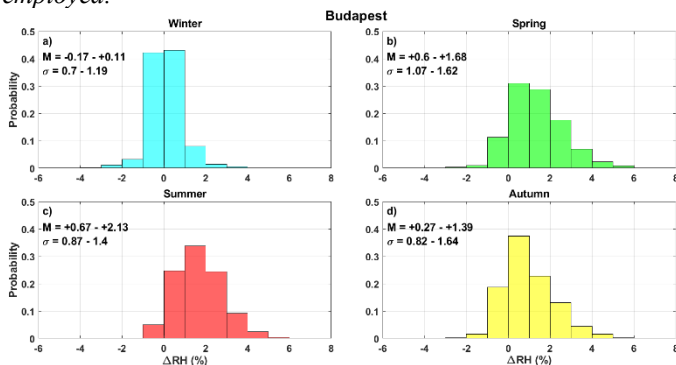 employed.
Budapest
Winter
Spring
a)
M = -0.17 - +0.11
σ = 0.7 - 1.19
b)
M = +0.6 - +1.68
σ = 1.07 - 1.62
Probability
0.5
0.4
0.3
0.2
0.1
0
-6 -4 -2 0 2 4 6 8
0.5
0.4
0.3
0.2
0.1
0
-6 -4 -2 0 2 4 6 8
Summer
Autumn
c)
M = +0.67 - +2.13
σ = 0.87 - 1.4
d)
M = +0.27 - +1.39
σ = 0.82 - 1.64
Probability
0.5
0.4
0.3
0.2
0.1
0
-6 -4 -2 0 2 4 6 8
ΔRH (%)
0.5
0.4
0.3
0.2
0.1
0
-6 -4 -2 0 2 4 6 8
ΔRH (%)